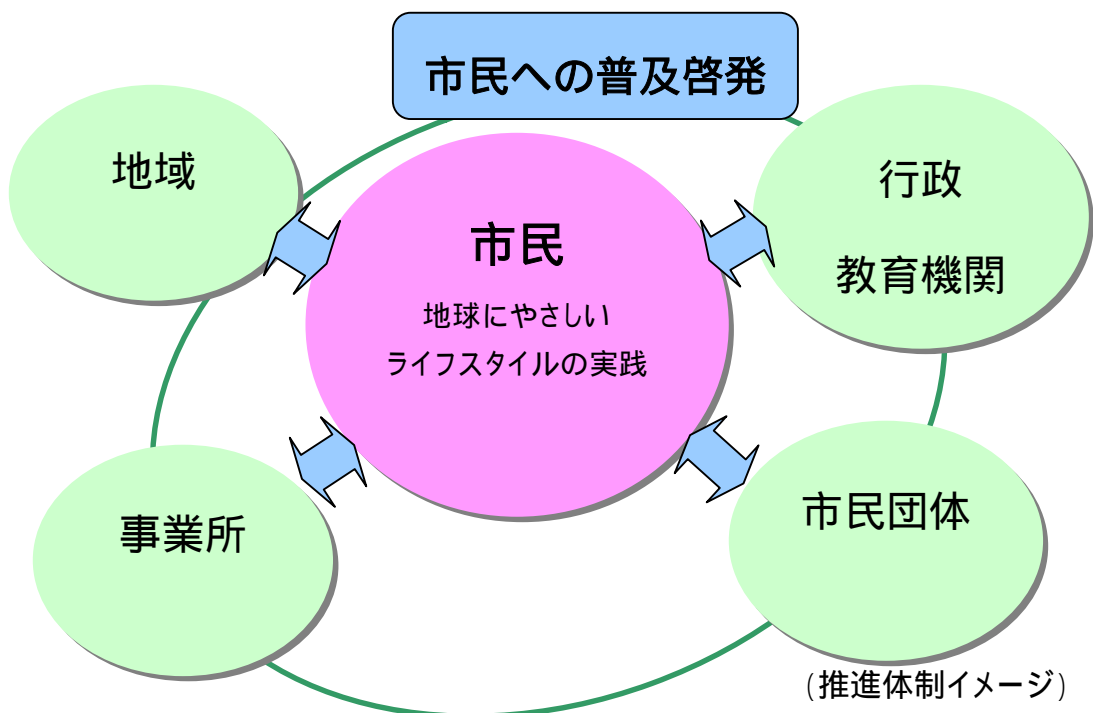 市民への普及啓発
地域
行政
教育機関
市民
地球にやさしい
ライフスタイルの実践
事業所
市民団体
(推進体制イメージ)